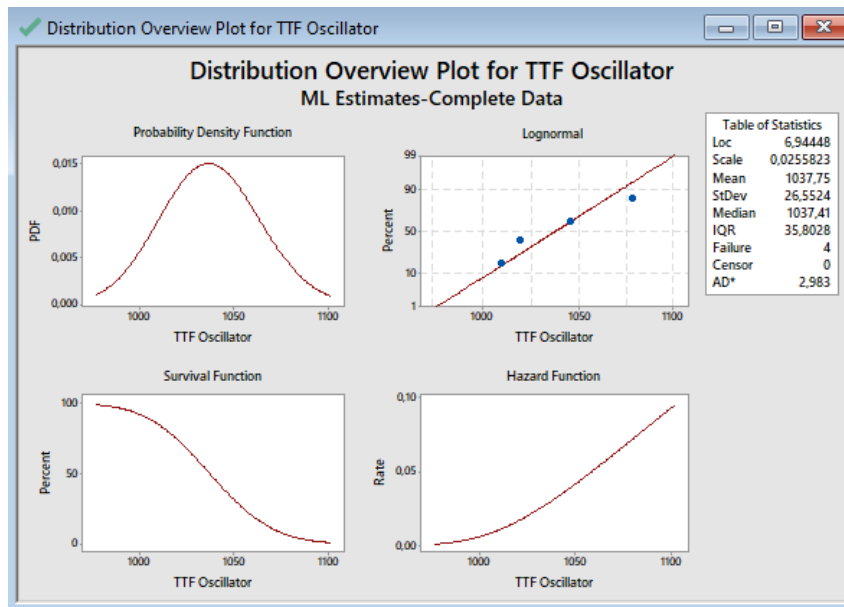 Distribution Overview Plot for TTF Oscillator
Distribution Overview Plot for TTF Oscillator
ML Estimates-Complete Data
Probability Density Function
PDF
0,015
0,010
0,005
0,000
1000 1050 1100
TTF Oscillator
Lognormal
Percent
99
90
50
10
1
1000 1050 1100
TTF Oscillator
Table of Statistics
Loc 6,94448
Scale 0,0255823
Mean 1037,75
StDev 26,5524
Median 1037,41
IQR 35,8028
Failure 4
Censor 0
AD* 2,983
Survival Function
Percent
100
50
0
1000 1050 1100
TTF Oscillator
Hazard Function
Rate
0,10
0,05
0,00
1000 1050 1100
TTF Oscillator